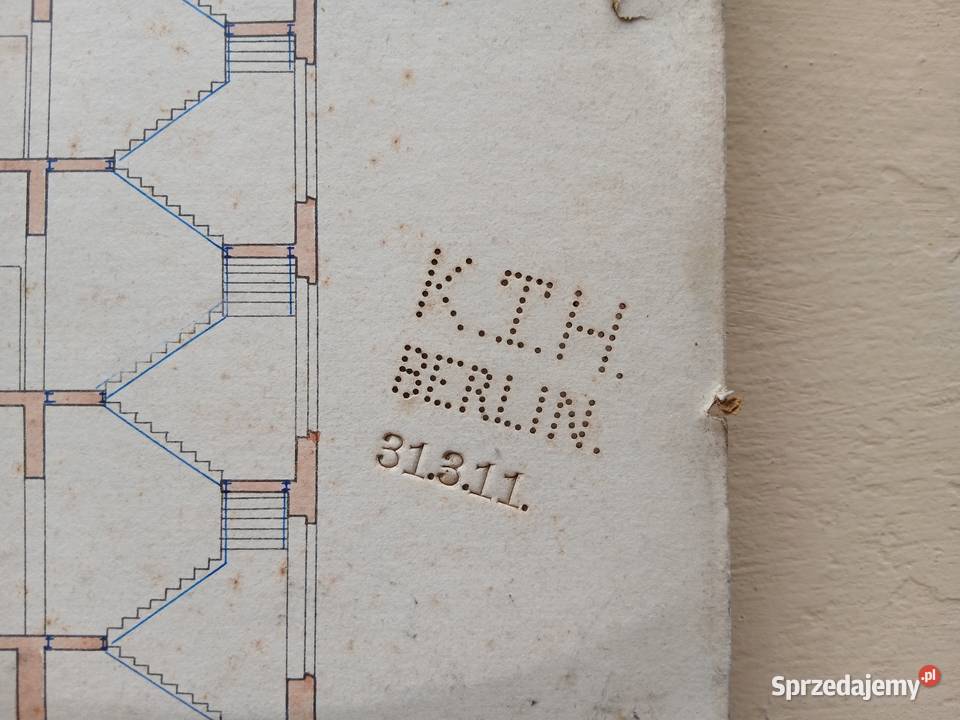 K.T.H.
BERLIN.
31.3.11.
Sprzedajemy.pl